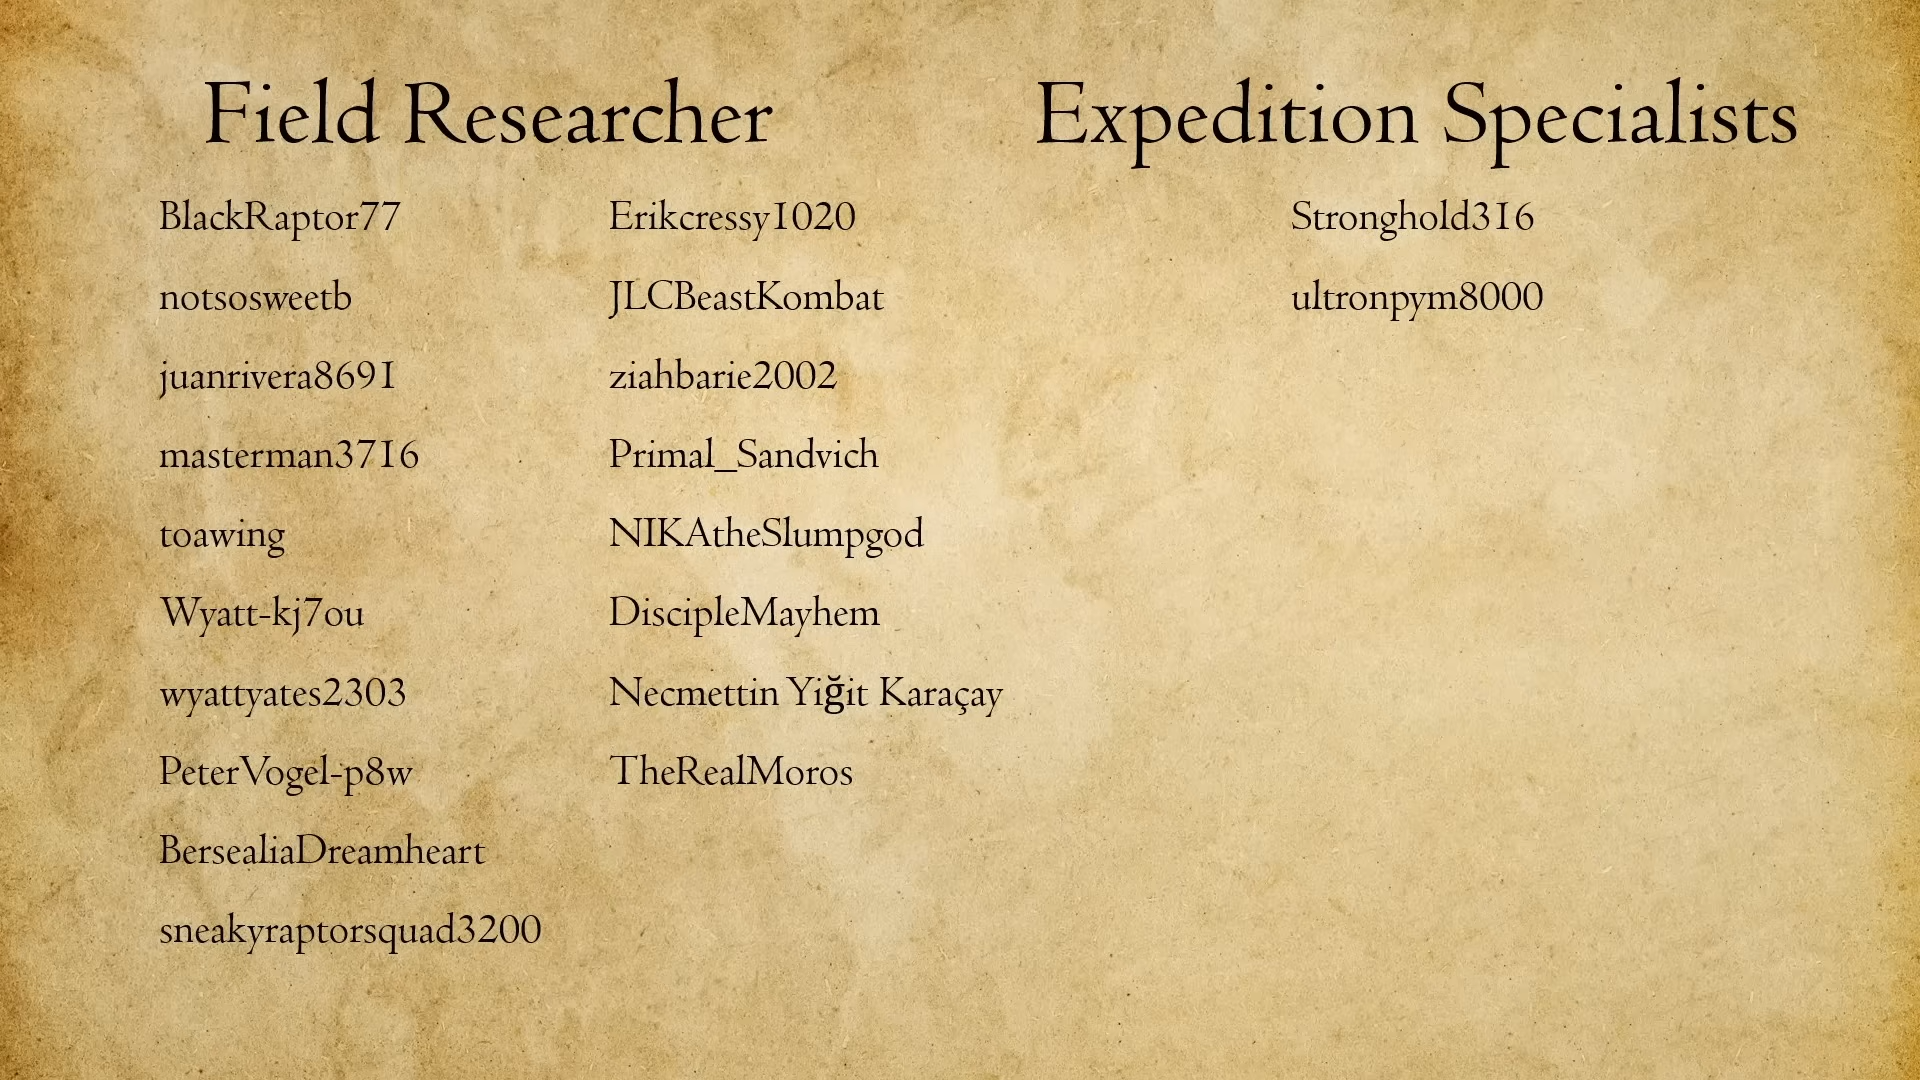 Field Researcher
Expedition Specialists
BlackRaptor77
notsosweetb
juanrivera8691
masterman3716
toawing
Wyatt-kj7ou
wyattyates2303
PeterVogel-p8w
BersealiaDreamheart
sneakyraptorsquad3200
Erikcressy1020
JLCBeastKombat
ziahbarie2002
Primal_Sandvich
NIKAtheSlumpgod
DiscipleMayhem
Necmettin Yiğit Karaçay
TheRealMoros
Stronghold316
ultronpym8000